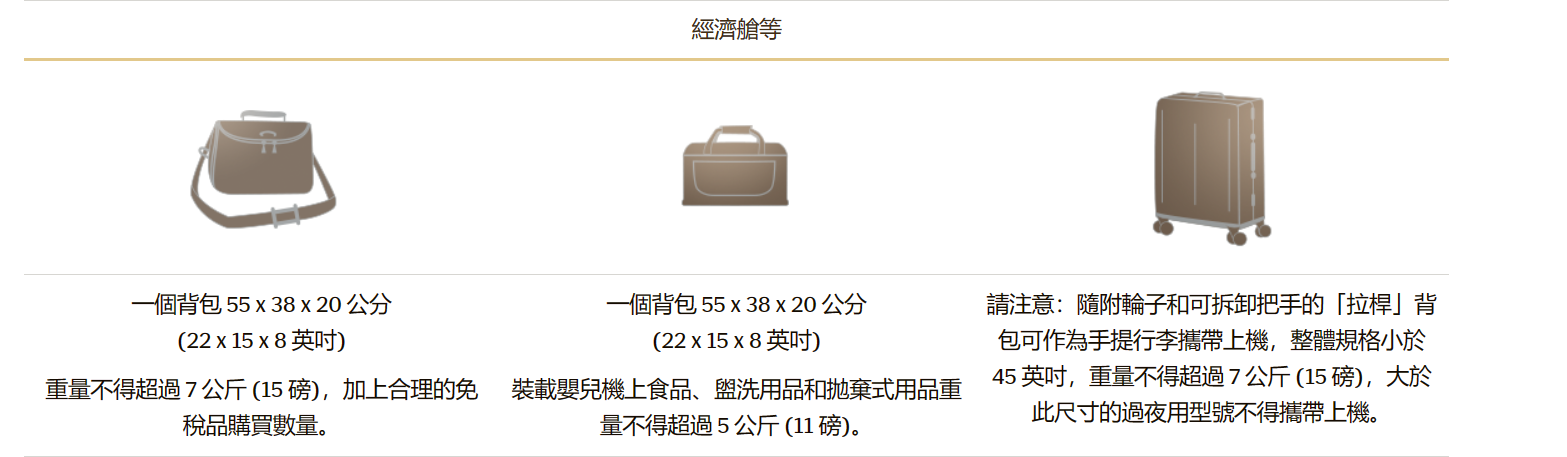 經濟艙等
一個背包 55 x 38 x 20 公分
(22 x 15 x 8 英吋)
重量不得超過 7 公斤 (15 磅)，加上合理的免
稅品購買數量。
一個背包 55 x 38 x 20 公分
(22 x 15 x 8 英吋)
裝載嬰兒機上食品、盥洗用品和拋棄式用品重
量不得超過 5 公斤 (11 磅)。
請注意：隨附輪子和可拆卸把手的「拉桿」背
包可作為手提行李攜帶上機，整體規格小於
45 英吋，重量不得超過 7 公斤 (15 磅)，大於
此尺寸的過夜用型號不得攜帶上機。